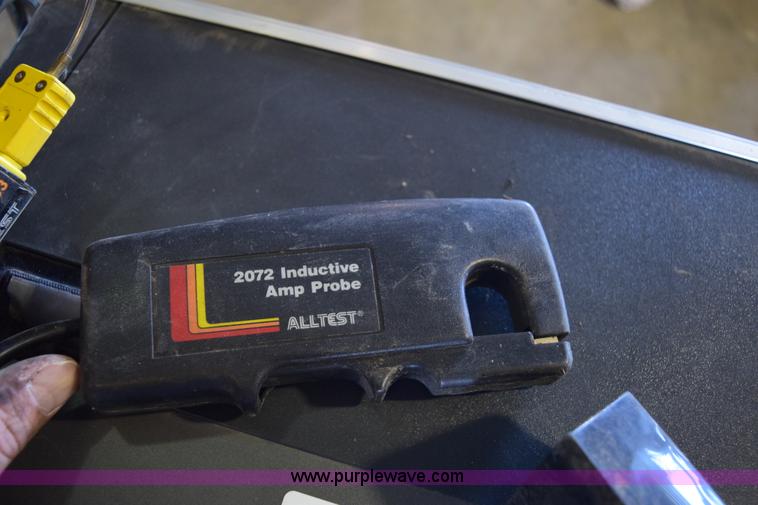 2072 Inductive
Amp Probe
ALLTEST®
www.purplewave.com